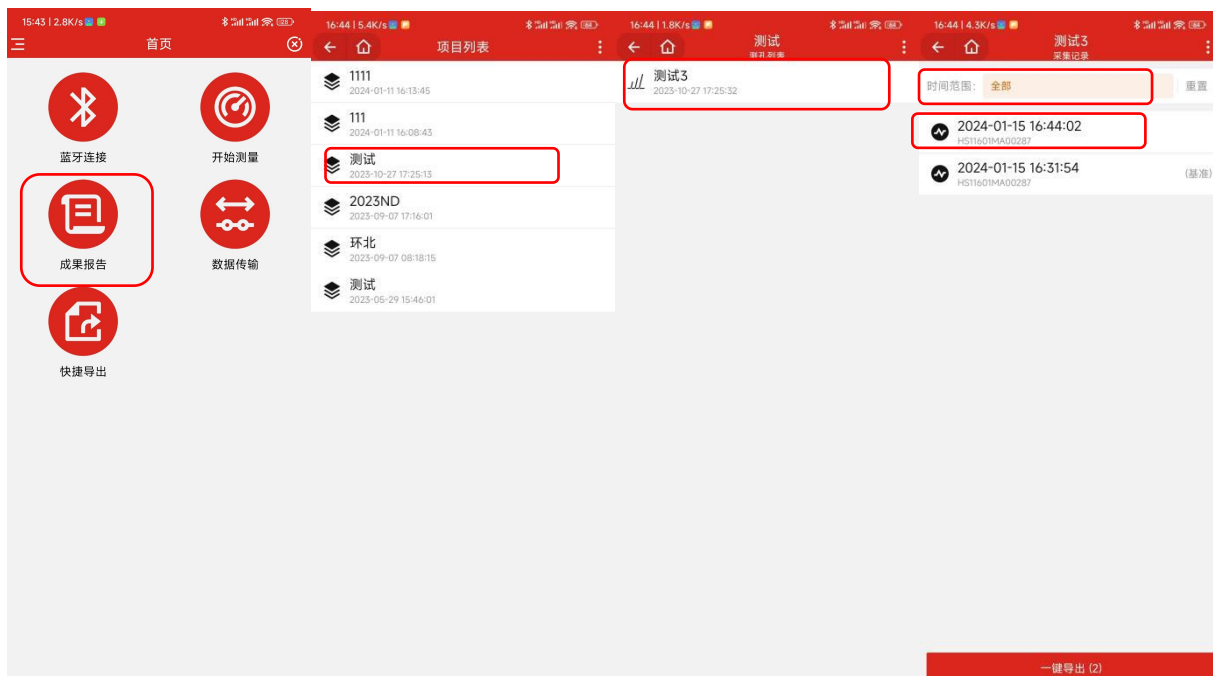 15:43 | 2.8K/s
首页
蓝牙连接
开始测量
成果报告
数据传输
快捷导出
16:44 | 5.4K/s
项目列表
1111
2024-01-11 16:13:45
111
2024-01-11 16:08:43
测试
2023-10-27 17:25:13
2023ND
2023-09-07 17:16:01
环北
2023-09-07 08:18:15
测试
2023-05-29 15:46:01
16:44 | 1.8K/s
测试
测孔列表
测试3
2023-10-27 17:25:32
16:44 | 4.3K/s
测试3
采集记录
时间范围: 全部 重置
2024-01-15 16:44:02
HS11601MA00287
2024-01-15 16:31:54
HS11601MA00287
(基准)
一键导出 (2)